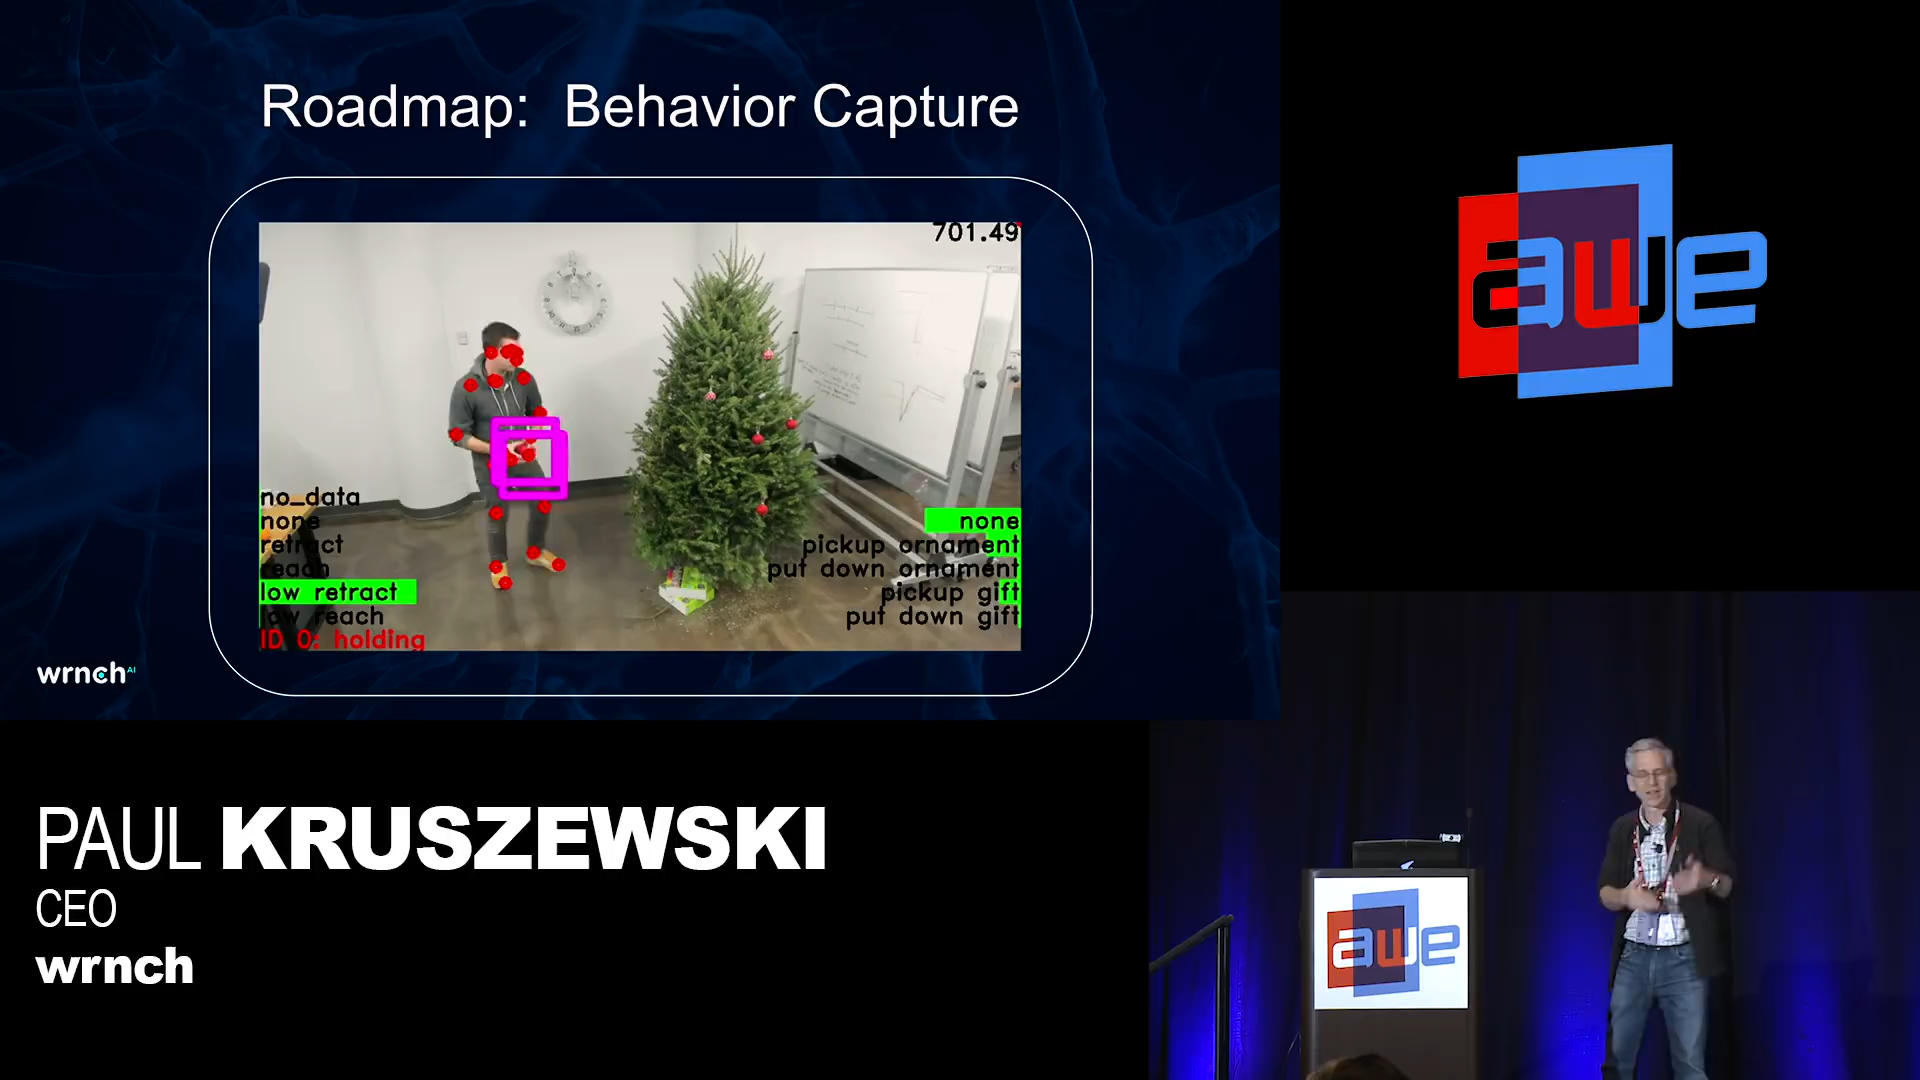 Roadmap: Behavior Capture
701.49
no_data
none
retract
reach
low retract
low reach
ID 0: holding
none
pickup ornament
put down ornament
pickup gift
put down gift
wrnch AI
awe
PAUL KRUSZEWSKI
CEO
wrnch
awe